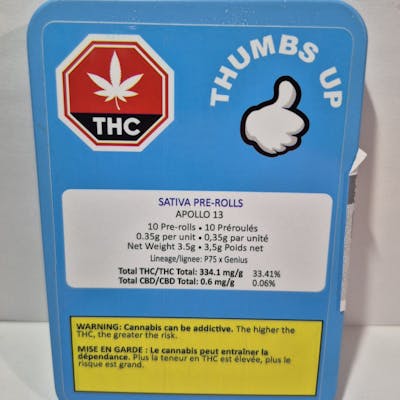 THC
THUMBS UP
SATIVA PRE-ROLLS
APOLLO 13
10 Pre-rolls • 10 Préroulés
0.35g per unit • 0,35g par unité
Net Weight 3.5g • 3,5g Poids net
Lineage/lignee: P75 x Genius
Total THC/THC Total: 334.1 mg/g 33.41%
Total CBD/CBD Total: 0.6 mg/g 0.06%
WARNING: Cannabis can be addictive. The higher the
THC, the greater the risk.
MISE EN GARDE : Le cannabis peut entraîner la
dépendance. Plus la teneur en THC est élevée, plus le
risque est grand.